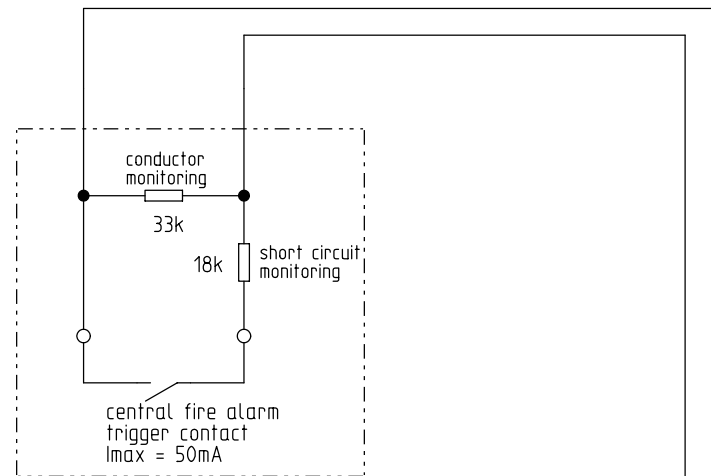 conductor
monitoring
33k
18k
short circuit
monitoring
central fire alarm
trigger contact
Imax = 50mA